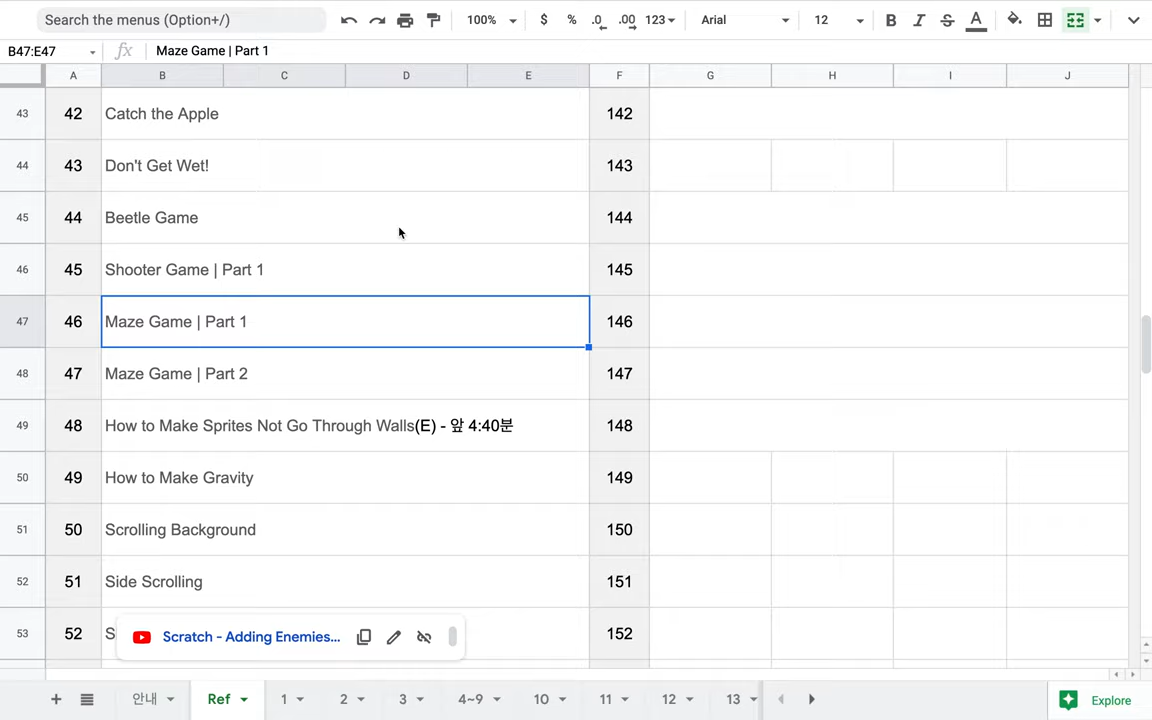 Search the menus (Option+/)
100%
$
%
.0
.00
123
Arial
12
B
I
S
A
B47:E47
fx
Maze Game | Part 1
A B C D E F G H I J
43 42 Catch the Apple 142
44 43 Don't Get Wet! 143
45 44 Beetle Game 144
46 45 Shooter Game | Part 1 145
47 46 Maze Game | Part 1 146
48 47 Maze Game | Part 2 147
49 48 How to Make Sprites Not Go Through Walls(E) - 앞 4:40분 148
50 49 How to Make Gravity 149
51 50 Scrolling Background 150
52 51 Side Scrolling 151
53 52 S 152
Scratch - Adding Enemies...
안내 Ref 1 2 3 4~9 10 11 12 13 Explore